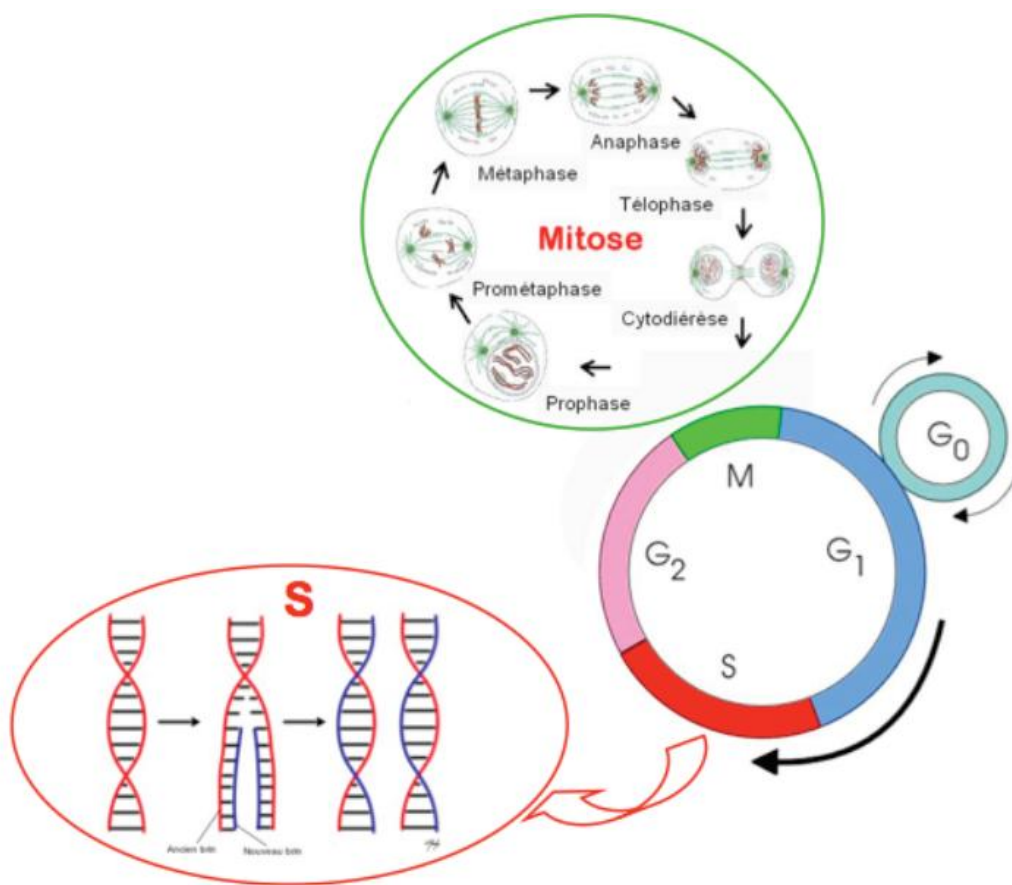 Métaphase
Anaphase
Télophase
Mitose
Prométaphase
Cytodiérèse
Prophase
G0
M
G2
G1
S
S
Ancien brin
Nouveau brin